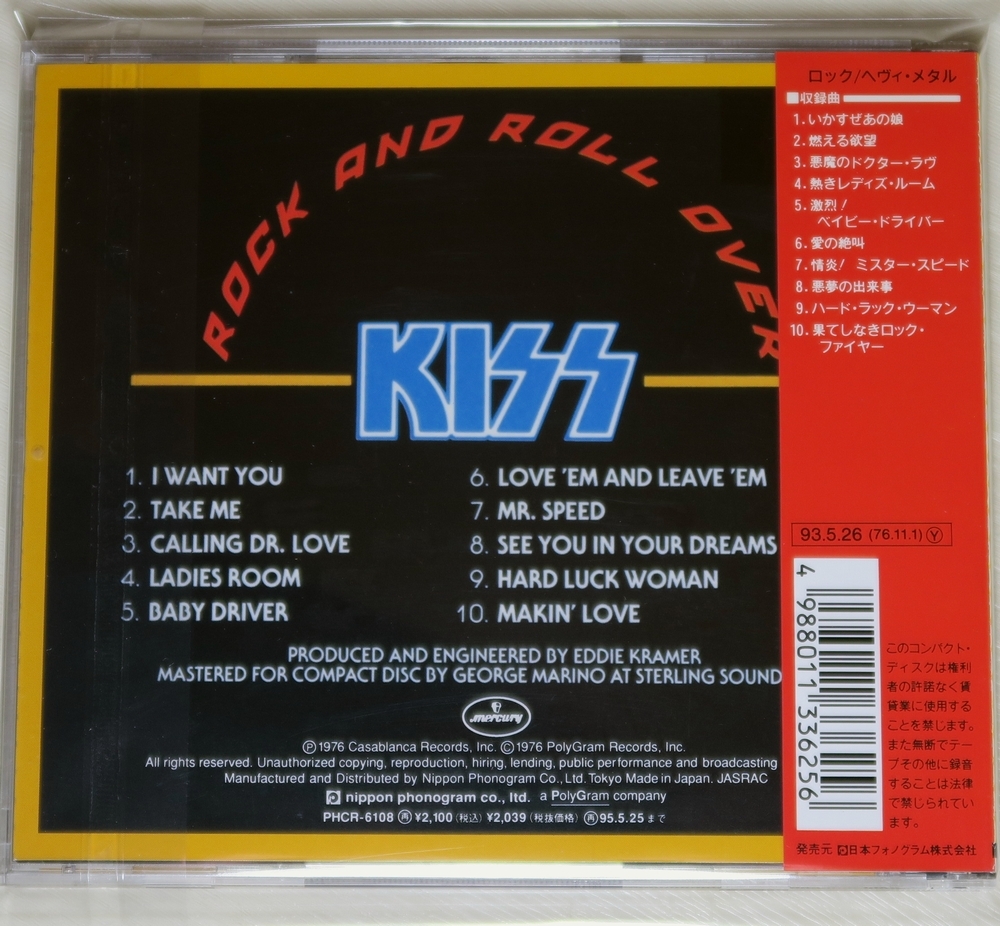 ROCK AND ROLL OVER
KISS
1. I WANT YOU
2. TAKE ME
3. CALLING DR. LOVE
4. LADIES ROOM
5. BABY DRIVER
6. LOVE 'EM AND LEAVE 'EM
7. MR. SPEED
8. SEE YOU IN YOUR DREAMS
9. HARD LUCK WOMAN
10. MAKIN' LOVE
PRODUCED AND ENGINEERED BY EDDIE KRAMER
MASTERED FOR COMPACT DISC BY GEORGE MARINO AT STERLING SOUND
mercury
Ⓟ1976 Casablanca Records, Inc. Ⓒ1976 PolyGram Records, Inc.
All rights reserved. Unauthorized copying, reproduction, hiring, lending, public performance and broadcasting
Manufactured and Distributed by Nippon Phonogram Co., Ltd. Tokyo Made in Japan. JASRAC
nippon phonogram co., ltd. a PolyGram company
PHCR-6108 ㊢ ¥2,100(税込) ¥2,039(税抜価格) ㊢95.5.25まで
ロック/ヘヴィ・メタル
■収録曲
1.いかすぜあの娘
2.燃える欲望
3.悪魔のドクター・ラヴ
4.熱きレディズ・ルーム
5.激烈!
ベイビー・ドライバー
6.愛の絶叫
7.情炎! ミスター・スピード
8.悪夢の出来事
9.ハード・ラック・ウーマン
10.果てしなきロック・
ファイヤー
93.5.26 (76.11.1) Ⓨ
4 988011 336256
このコンパクト・
ディスクは権利
者の許諾なく賃
貸業に使用する
ことを禁じます。
また無断でテー
プその他に録音
することは法律
で禁じられてい
ます。
発売元 日本フォノグラム株式会社